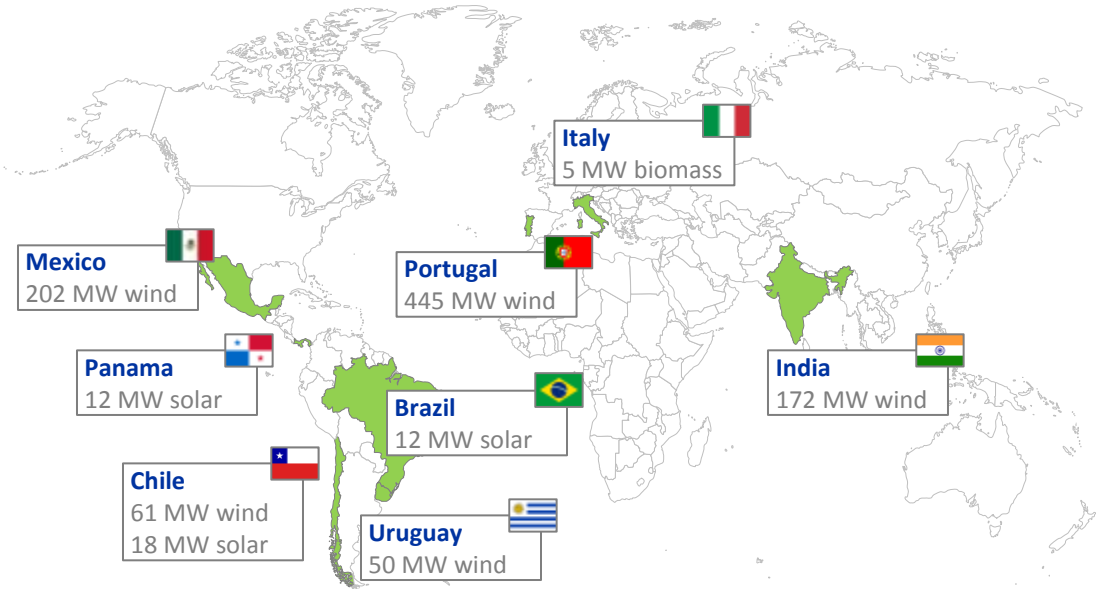 Italy
5 MW biomass
Mexico
202 MW wind
Portugal
445 MW wind
Panama
12 MW solar
Brazil
12 MW solar
India
172 MW wind
Chile
61 MW wind
18 MW solar
Uruguay
50 MW wind